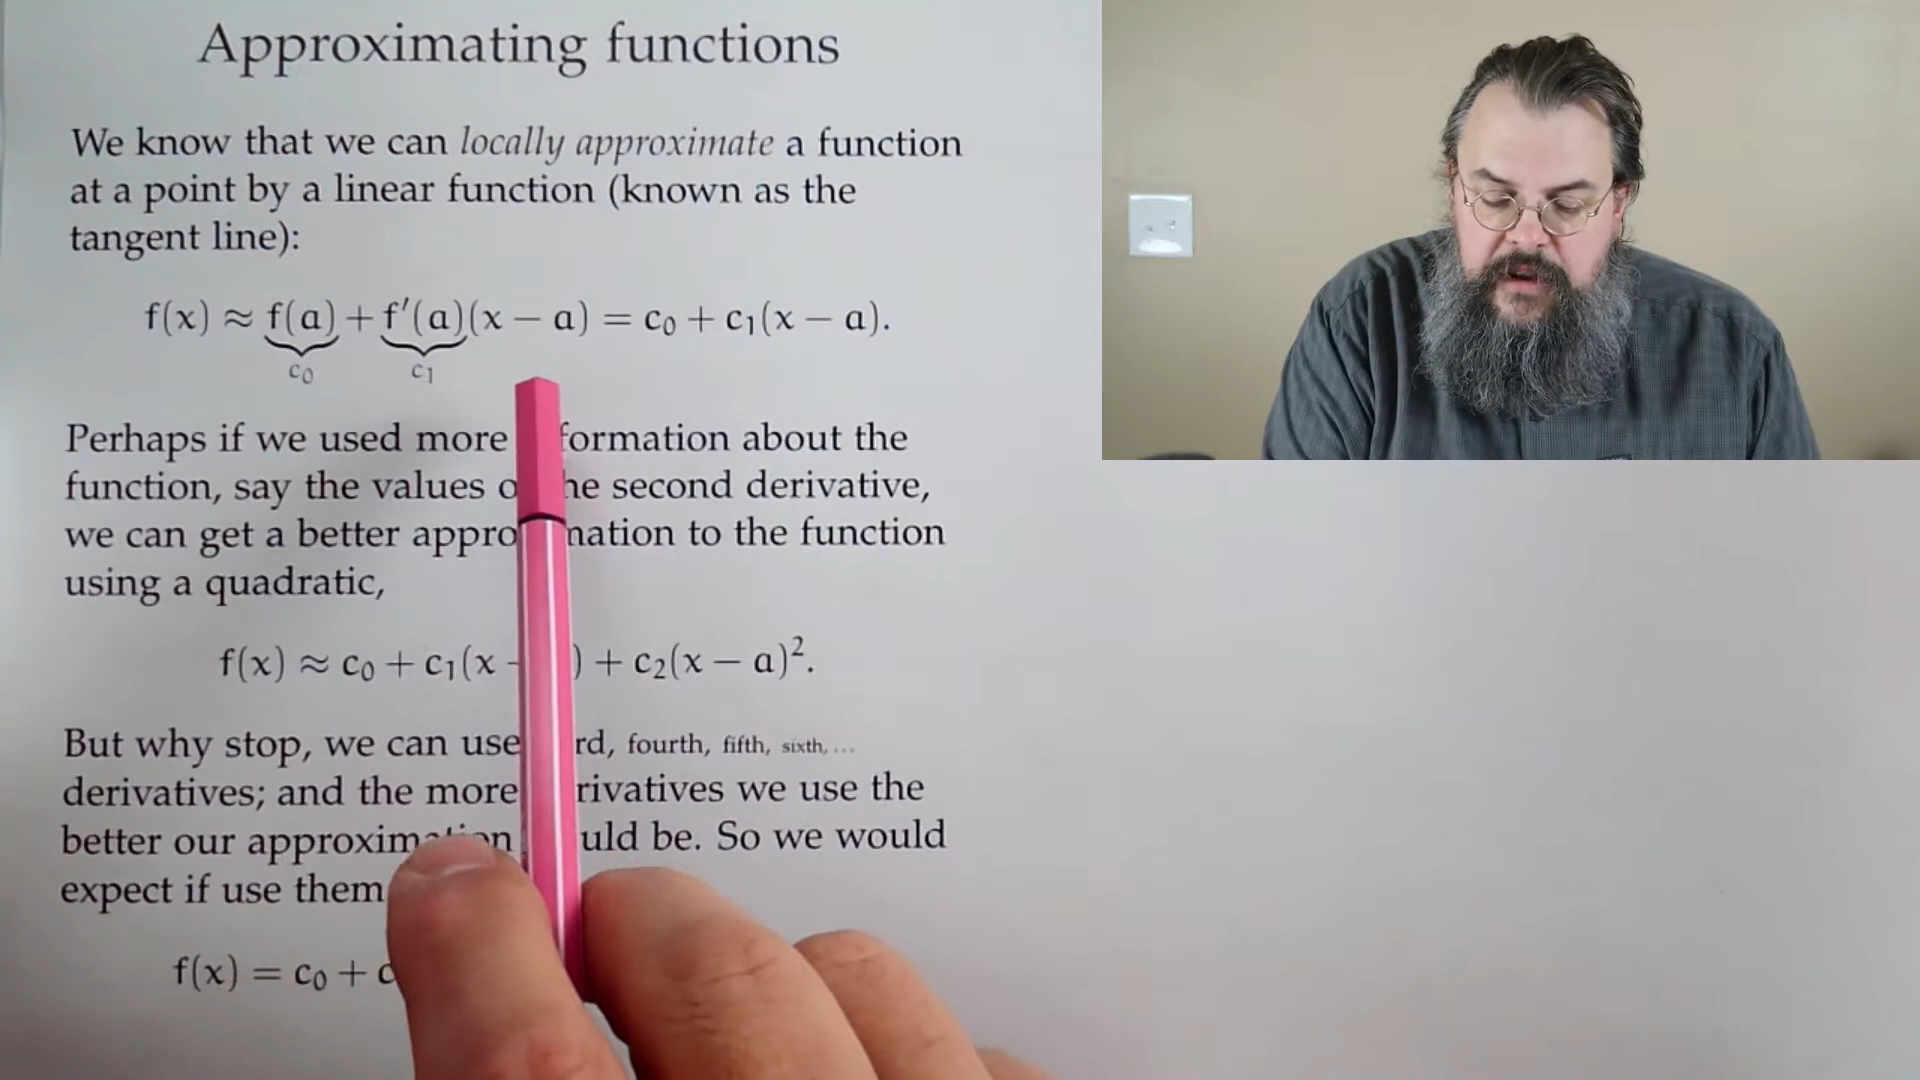 Approximating functions
We know that we can locally approximate a function
at a point by a linear function (known as the
tangent line):
f(x) ≈ f(a) + f′(a)(x − a) = c₀ + c₁(x − a).
c₀ c₁
Perhaps if we used more formation about the
function, say the values o he second derivative,
we can get a better appro mation to the function
using a quadratic,
f(x) ≈ c₀ + c₁(x - ) + c₂(x − a)².
But why stop, we can use rd, fourth, fifth, sixth, ...
derivatives; and the more rivatives we use the
better our approximation uld be. So we would
expect if use them
f(x) = c₀ + c